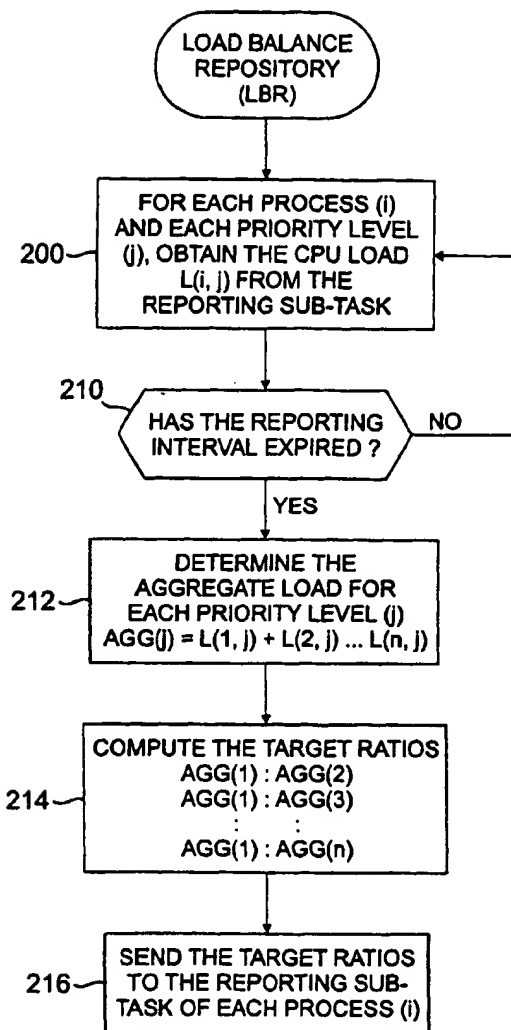 LOAD BALANCE
REPOSITORY
(LBR)
FOR EACH PROCESS (i)
AND EACH PRIORITY LEVEL
(j), OBTAIN THE CPU LOAD
L(i, j) FROM THE
REPORTING SUB-TASK
200
210
HAS THE REPORTING
INTERVAL EXPIRED ?
NO
YES
DETERMINE THE
AGGREGATE LOAD FOR
EACH PRIORITY LEVEL (j)
AGG(j) = L(1, j) + L(2, j) ... L(n, j)
212
COMPUTE THE TARGET RATIOS
AGG(1) : AGG(2)
AGG(1) : AGG(3)
: :
AGG(1) : AGG(n)
214
SEND THE TARGET RATIOS
TO THE REPORTING SUB-
TASK OF EACH PROCESS (i)
216